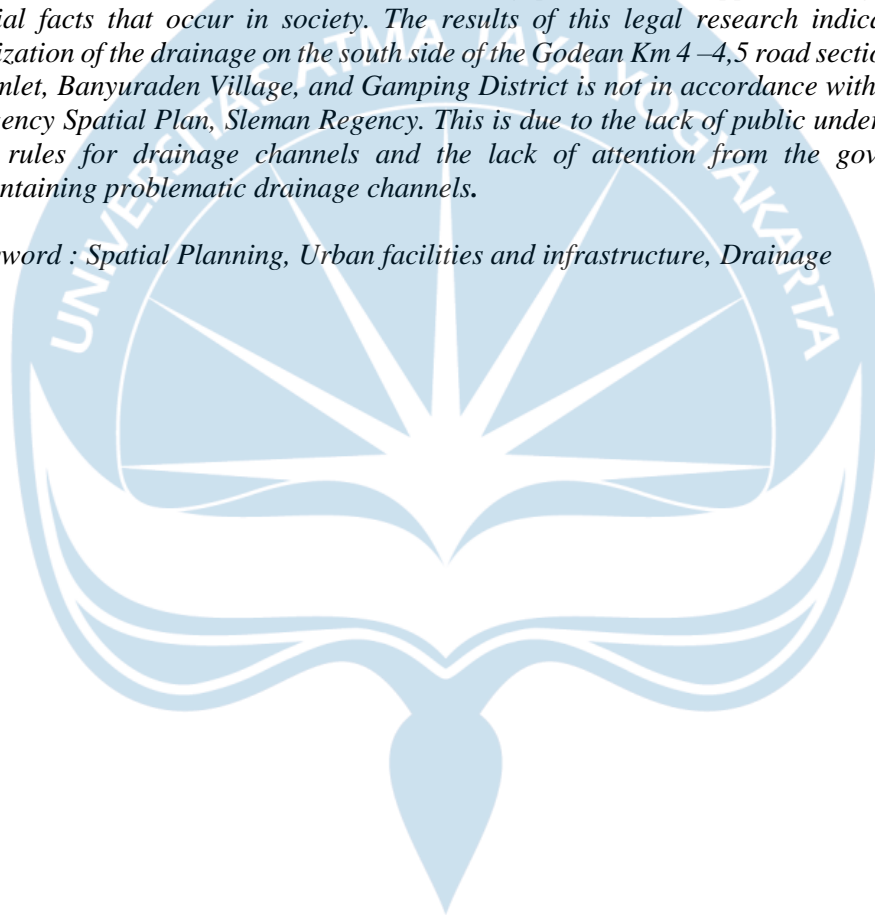 ial facts that occur in society. The results of this legal research indica
ization of the drainage on the south side of the Godean Km 4 –4,5 road sectio
mlet, Banyuraden Village, and Gamping District is not in accordance with
ency Spatial Plan, Sleman Regency. This is due to the lack of public under
rules for drainage channels and the lack of attention from the gov
ntaining problematic drainage channels.
word : Spatial Planning, Urban facilities and infrastructure, Drainage
UNIVERSITAS ATMA JAYA YOGYAKARTA